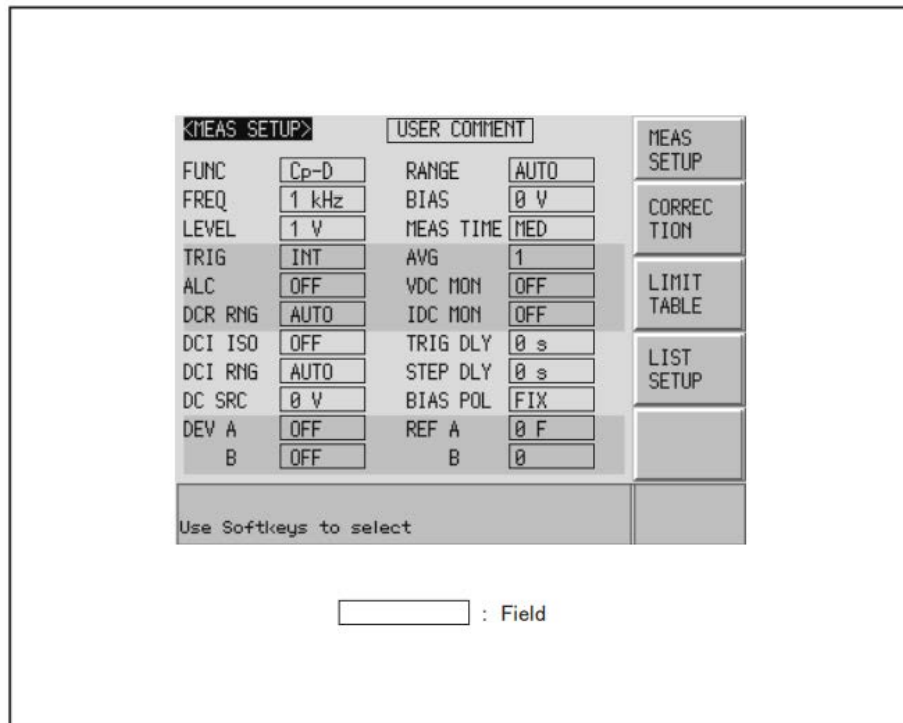 <MEAS SETUP> USER COMMENT
FUNC Cp-D RANGE AUTO
FREQ 1 kHz BIAS 0 V
LEVEL 1 V MEAS TIME MED
TRIG INT AVG 1
ALC OFF VDC MON OFF
DCR RNG AUTO IDC MON OFF
DCI ISO OFF TRIG DLY 0 s
DCI RNG AUTO STEP DLY 0 s
DC SRC 0 V BIAS POL FIX
DEV A OFF REF A 0 F
B OFF B 0
MEAS
SETUP
CORREC
TION
LIMIT
TABLE
LIST
SETUP
Use Softkeys to select
: Field